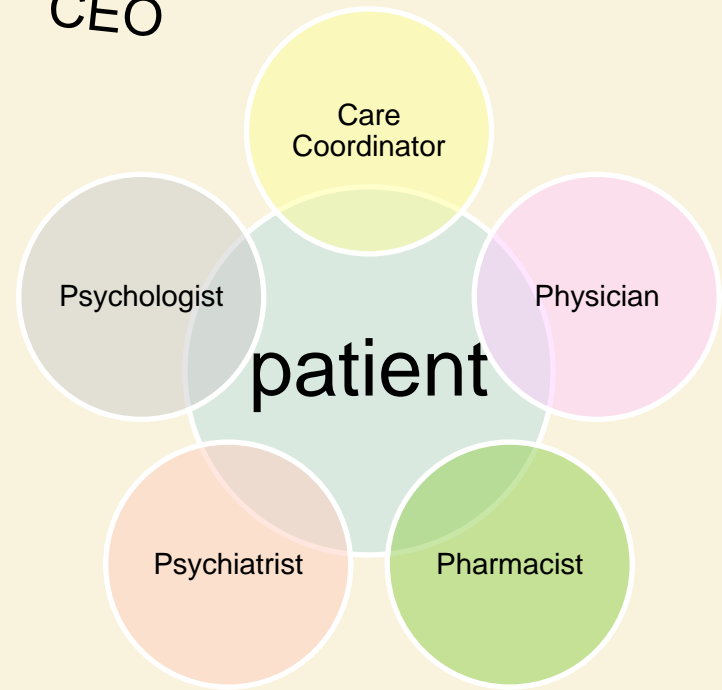 CEO
Care
Coordinator
Psychologist
Physician
patient
Psychiatrist
Pharmacist